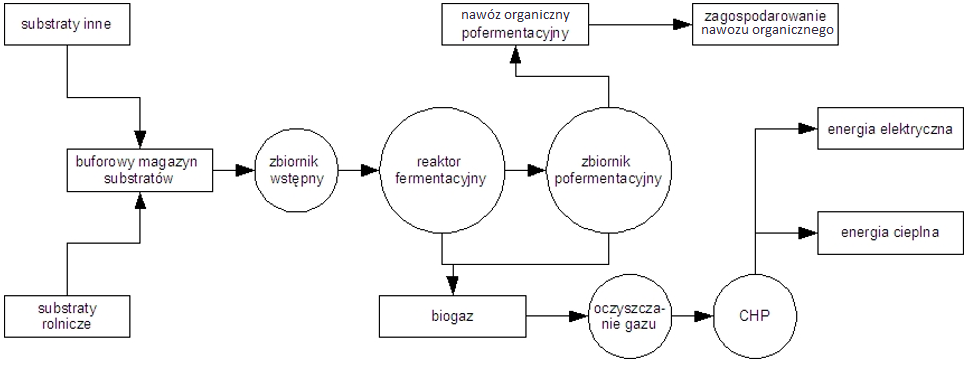 substraty inne
nawóz organiczny
pofermentacyjny
zagospodarowanie
nawozu organicznego
buforowy magazyn
substratów
zbiornik
wstępny
reaktor
fermentacyjny
zbiornik
pofermentacyjny
energia elektryczna
energia cieplna
substraty
rolnicze
biogaz
oczyszcza-
nie gazu
CHP